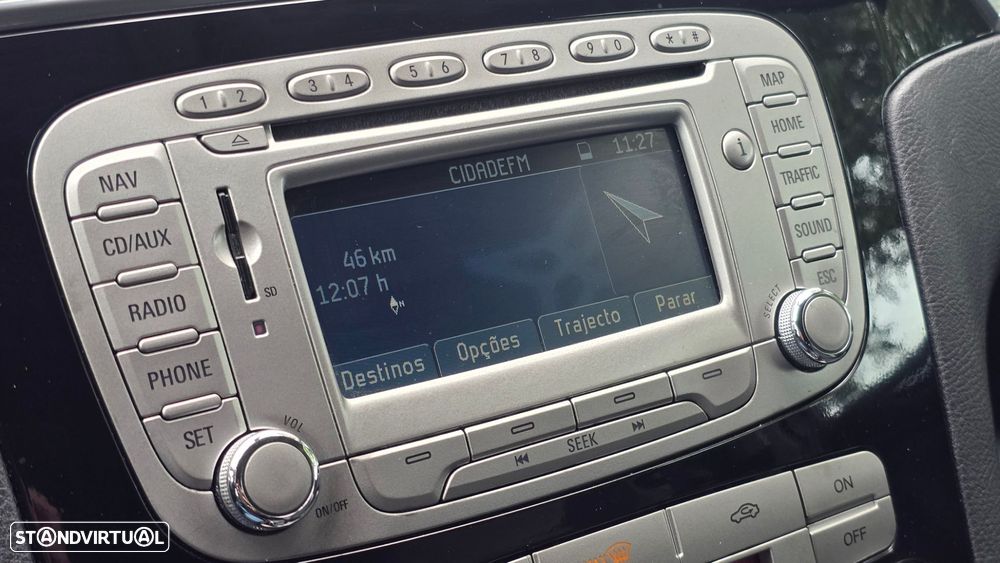 1 2
3 4
5 6
7 8
9 0
* #
NAV
CD/AUX
RADIO
PHONE
SET
SD
VOL
ON/OFF
CIDADEFM
11:27
46 km
12:07 h
N
Destinos
Opções
Trajecto
Parar
SEEK
MAP
HOME
TRAFFIC
SOUND
ESC
i
SELECT
ON
OFF
STANDVIRTUAL